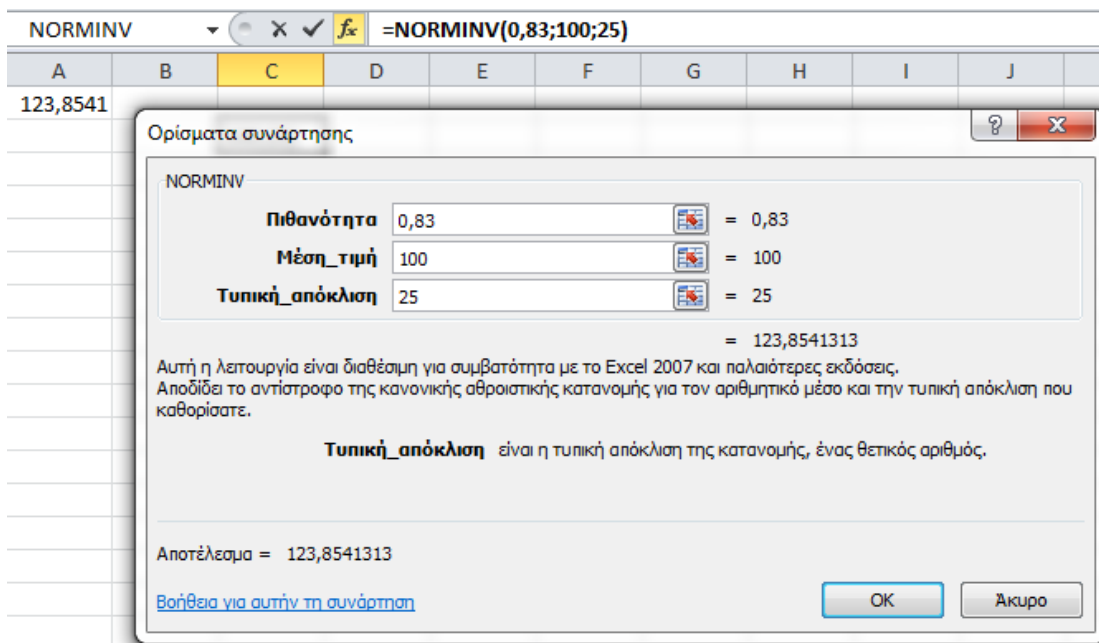 NORMINV fx =NORMINV(0,83;100;25)
A B C D E F G H I J
123,8541
Ορίσματα συνάρτησης ? X
NORMINV
Πιθανότητα 0,83 = 0,83
Μέση_τιμή 100 = 100
Τυπική_απόκλιση 25 = 25
= 123,8541313
Αυτή η λειτουργία είναι διαθέσιμη για συμβατότητα με το Excel 2007 και παλαιότερες εκδόσεις.
Αποδίδει το αντίστροφο της κανονικής αθροιστικής κατανομής για τον αριθμητικό μέσο και την τυπική απόκλιση που
καθορίσατε.
Τυπική_απόκλιση είναι η τυπική απόκλιση της κατανομής, ένας θετικός αριθμός.
Αποτέλεσμα = 123,8541313
Βοήθεια για αυτήν τη συνάρτηση OK Άκυρο